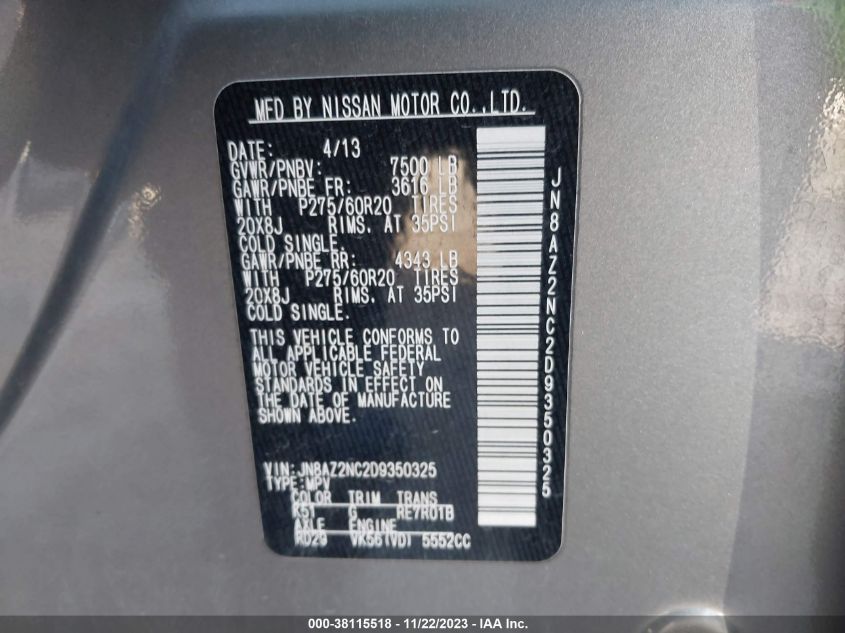 MFD BY NISSAN MOTOR CO.,LTD.
DATE: 4/13
GVWR/PNBV: 7500 LB
GAWR/PNBE FR: 3616 LB
WITH P275/60R20 TIRES
20X8J RIMS. AT 35PSI
COLD SINGLE.
GAWR/PNBE RR: 4343 LB
WITH P275/60R20 TIRES
20X8J RIMS. AT 35PSI
COLD SINGLE.
THIS VEHICLE CONFORMS TO
ALL APPLICABLE FEDERAL
MOTOR VEHICLE SAFETY
STANDARDS IN EFFECT ON
THE DATE OF MANUFACTURE
SHOWN ABOVE.
VIN:JN8AZ2NC2D9350325
TYPE:MPV
COLOR TRIM TRANS
K51 G RE7R01B
AXLE ENGINE
RD29 VK56(VD) 5552CC
JN8AZ2NC2D9350325
000-38115518 - 11/22/2023 - IAA Inc.